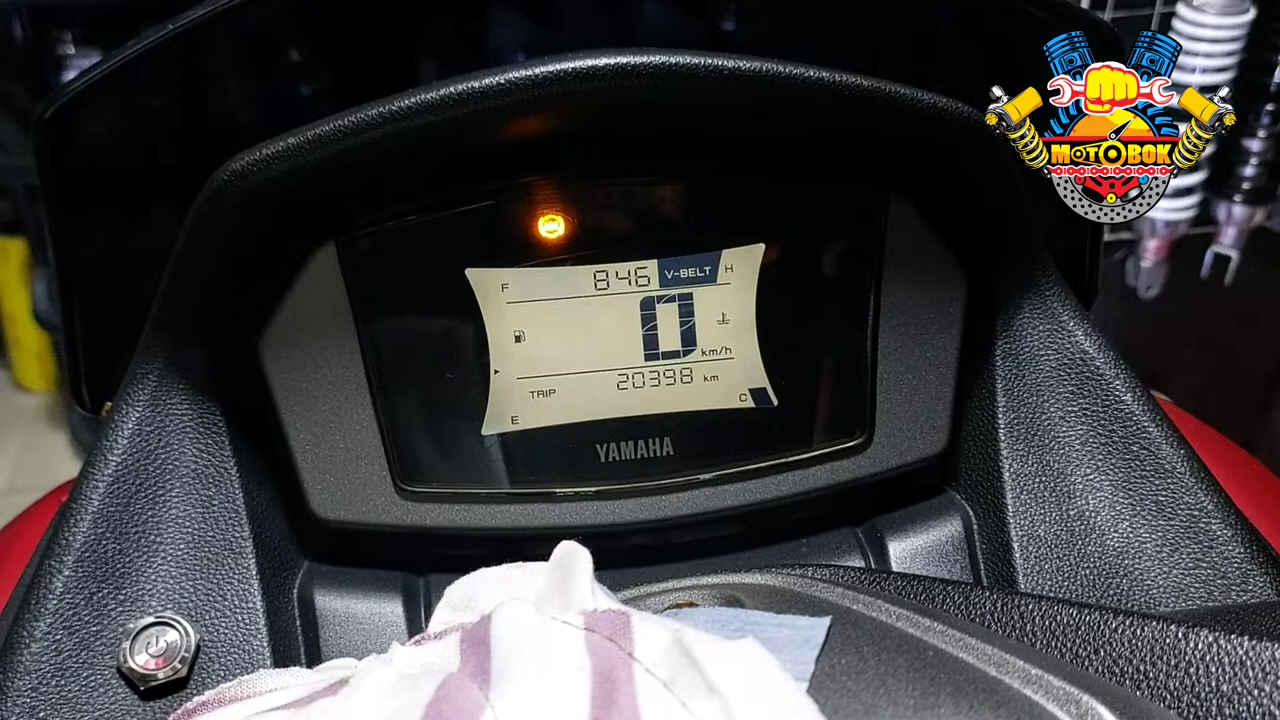 MOTOBOK
F 846 V-BELT H
0 km/h
TRIP 20398 km
C
E
YAMAHA